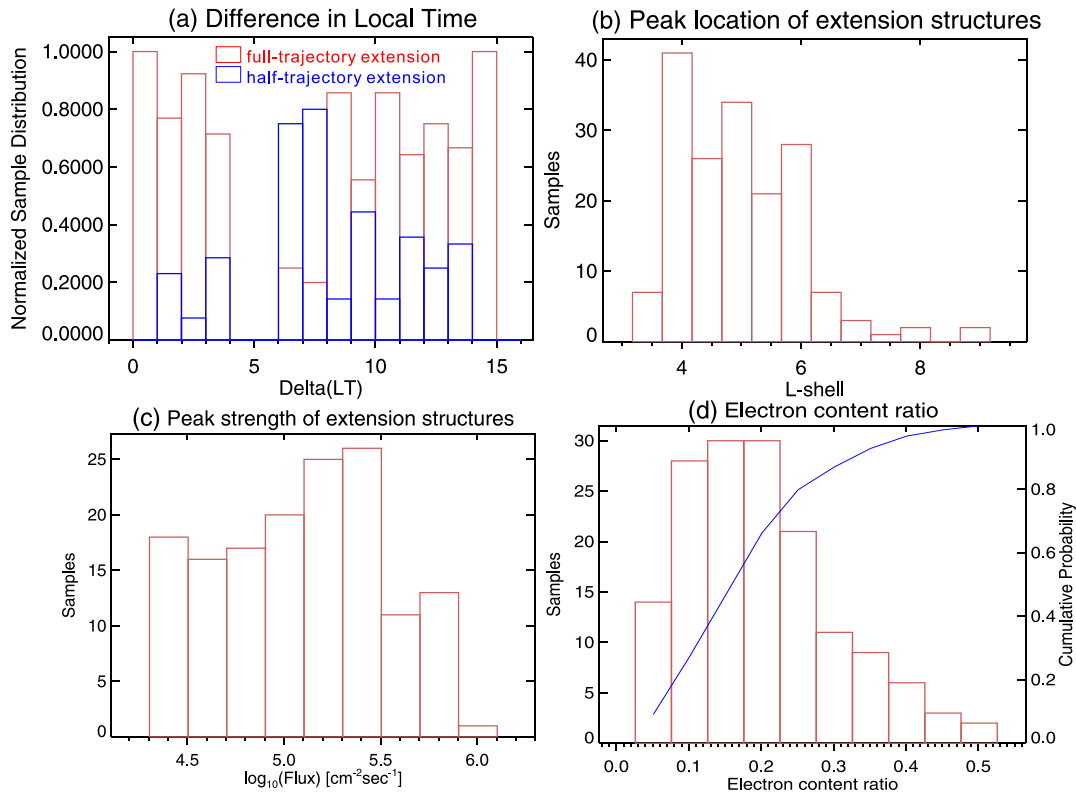 (a) Difference in Local Time
full-trajectory extension
half-trajectory extension
1.0000
0.8000
0.6000
0.4000
0.2000
0.0000
Normalized Sample Distribution
0 5 10 15
Delta(LT)
(b) Peak location of extension structures
40
30
20
10
0
Samples
4 6 8
L-shell
(c) Peak strength of extension structures
25
20
15
10
5
0
Samples
4.5 5.0 5.5 6.0
log₁₀(Flux) [cm⁻²sec⁻¹]
(d) Electron content ratio
30
25
20
15
10
5
0
Samples
1.0
0.8
0.6
0.4
0.2
0.0
Cumulative Probability
0.0 0.1 0.2 0.3 0.4 0.5
Electron content ratio